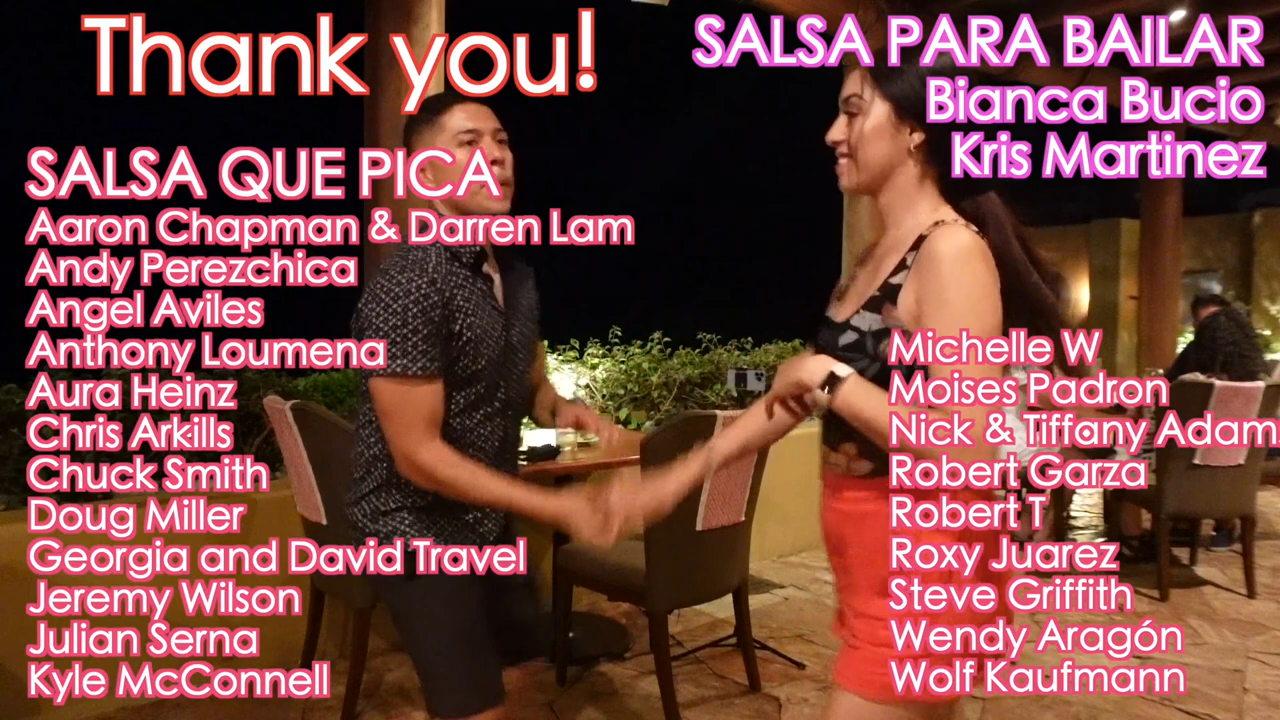 Thank you!
SALSA QUE PICA
Aaron Chapman & Darren Lam
Andy Perezchica
Angel Aviles
Anthony Loumena
Aura Heinz
Chris Arkills
Chuck Smith
Doug Miller
Georgia and David Travel
Jeremy Wilson
Julian Serna
Kyle McConnell
SALSA PARA BAILAR
Bianca Bucio
Kris Martinez
Michelle W
Moises Padron
Nick & Tiffany Adam
Robert Garza
Robert T
Roxy Juarez
Steve Griffith
Wendy Aragón
Wolf Kaufmann